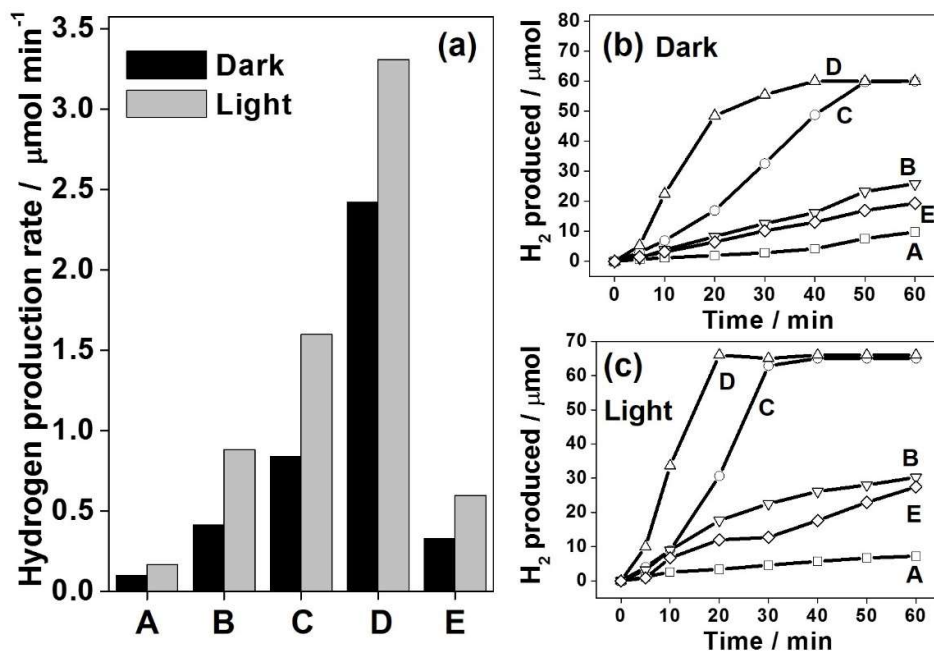 (a)
Dark
Light
Hydrogen production rate / μmol min⁻¹
3.5
3.0
2.5
2.0
1.5
1.0
0.5
0.0
A B C D E
(b) Dark
H₂ produced / μmol
80
70
60
50
40
30
20
10
0
D
C
B
E
A
0 10 20 30 40 50 60
Time / min
(c)
Light
H₂ produced / μmol
70
60
50
40
30
20
10
0
D
C
B
E
A
0 10 20 30 40 50 60
Time / min